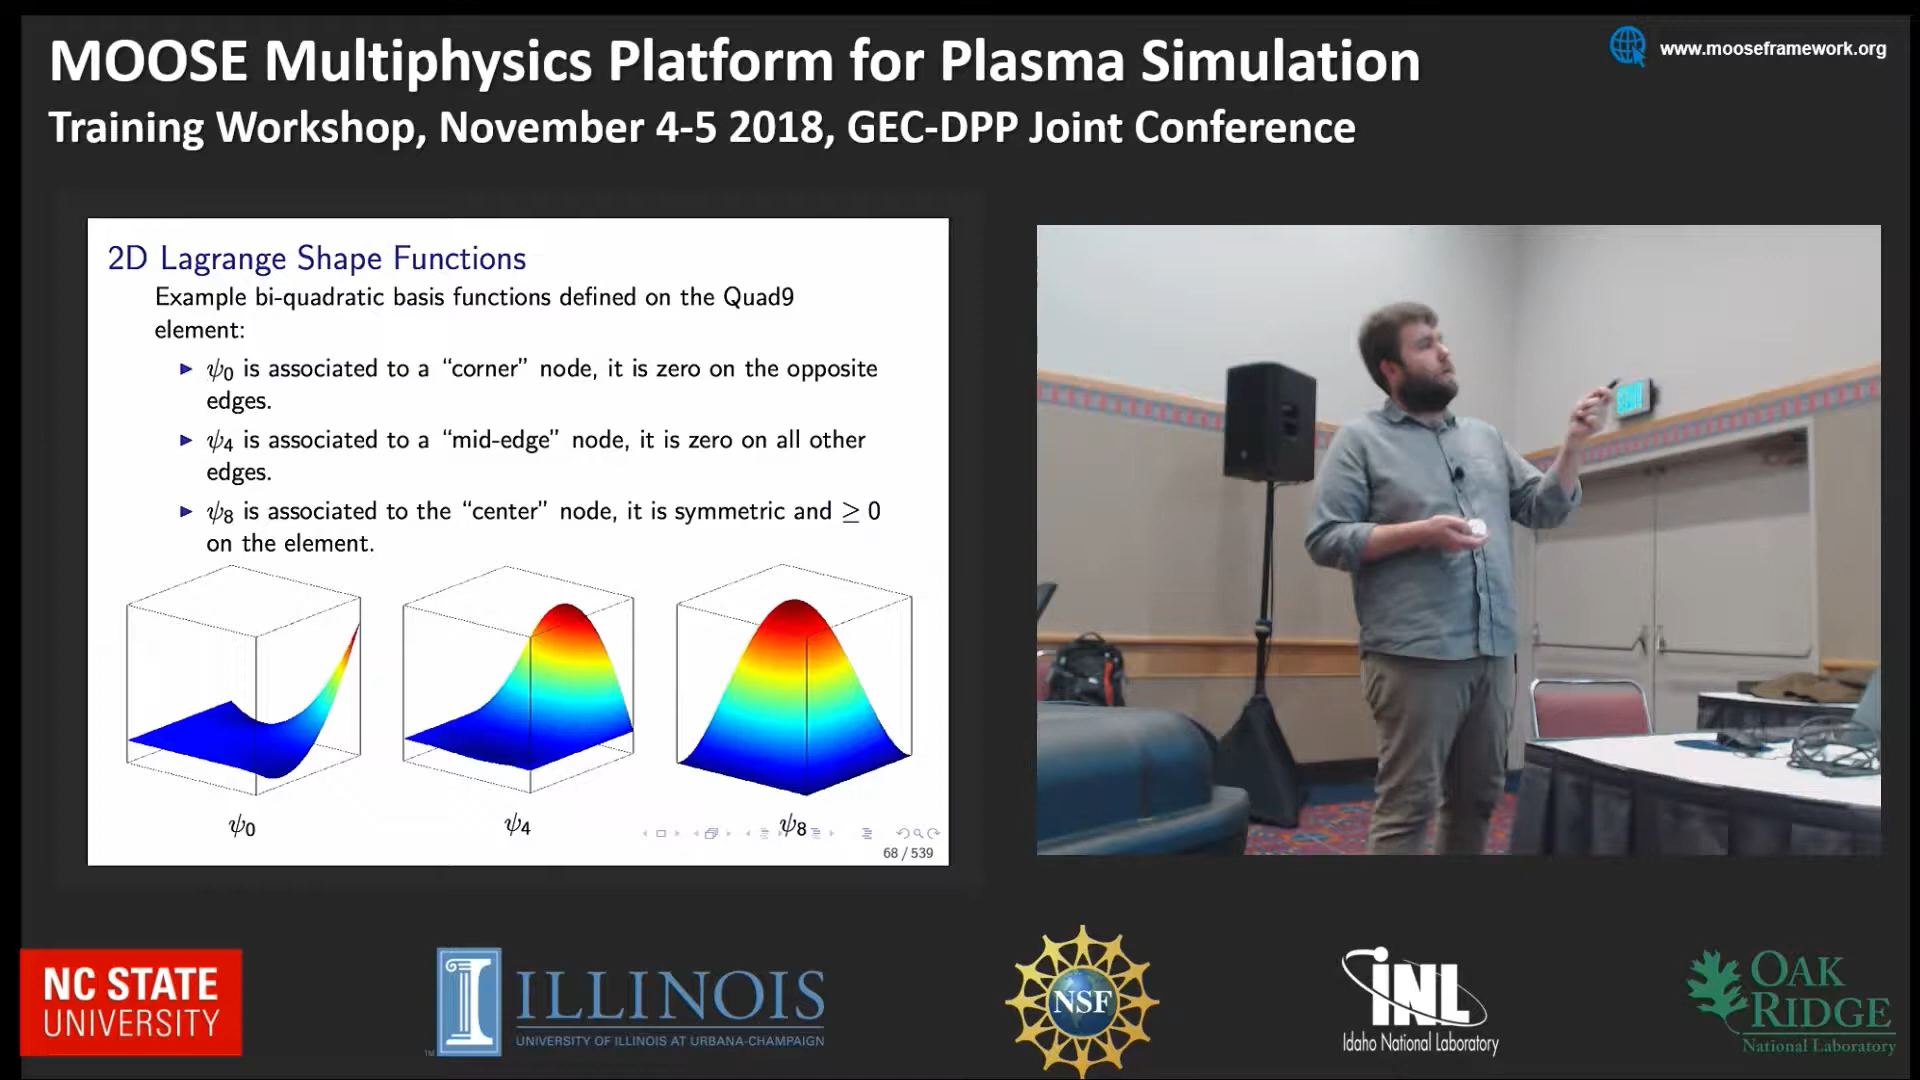 MOOSE Multiphysics Platform for Plasma Simulation
www.mooseframework.org
Training Workshop, November 4-5 2018, GEC-DPP Joint Conference
2D Lagrange Shape Functions
Example bi-quadratic basis functions defined on the Quad9
element:
▶ ψ0 is associated to a “corner” node, it is zero on the opposite
edges.
▶ ψ4 is associated to a “mid-edge” node, it is zero on all other
edges.
▶ ψ8 is associated to the “center” node, it is symmetric and ≥ 0
on the element.
ψ0
ψ4
ψ8
68 / 539
NC STATE
UNIVERSITY
ILLINOIS
UNIVERSITY OF ILLINOIS AT URBANA-CHAMPAIGN
TM
NSF
INL
Idaho National Laboratory
OAK
RIDGE
National Laboratory